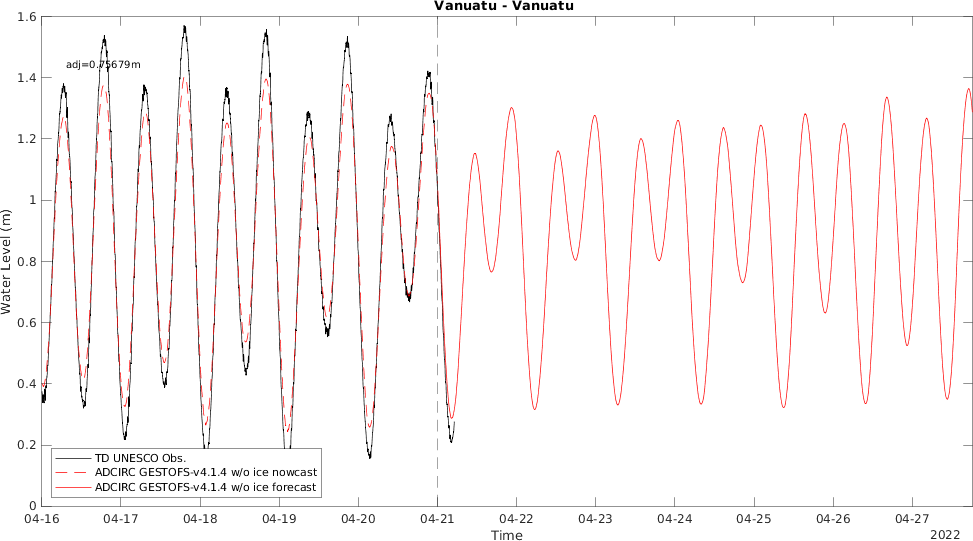 Vanuatu - Vanuatu
1.6
1.4
1.2
1
0.8
0.6
0.4
0.2
0
Water Level (m)
adj=0.75679m
TD UNESCO Obs.
ADCIRC GESTOFS-v4.1.4 w/o ice nowcast
ADCIRC GESTOFS-v4.1.4 w/o ice forecast
04-16 04-17 04-18 04-19 04-20 04-21 04-22 04-23 04-24 04-25 04-26 04-27
Time
2022